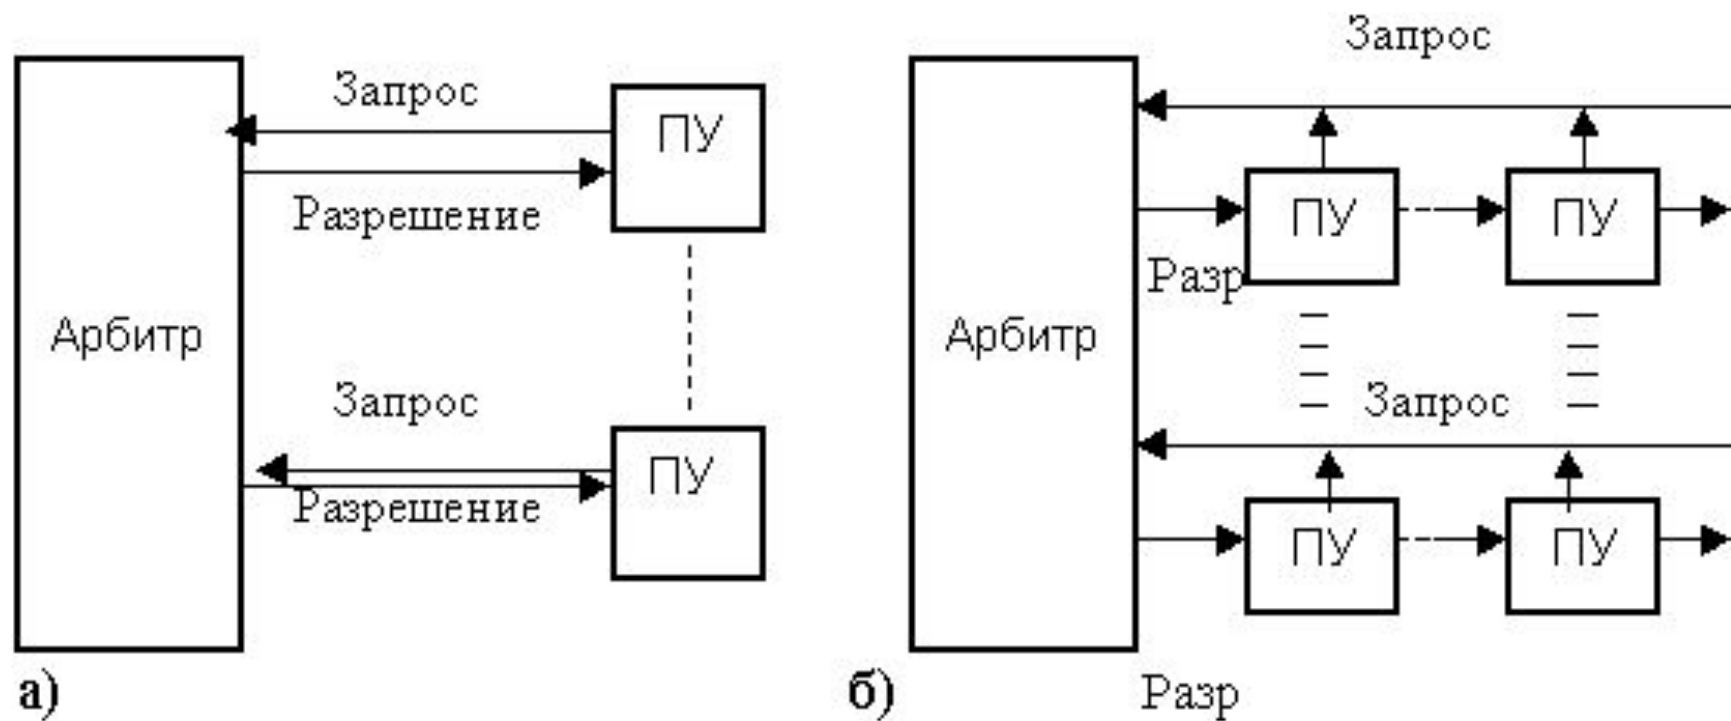 Запрос
ПУ
Разрешение
Арбитр
Запрос
ПУ
Разрешение
а)
Запрос
ПУ
ПУ
Разр
Арбитр
Запрос
ПУ
ПУ
б)
Разр